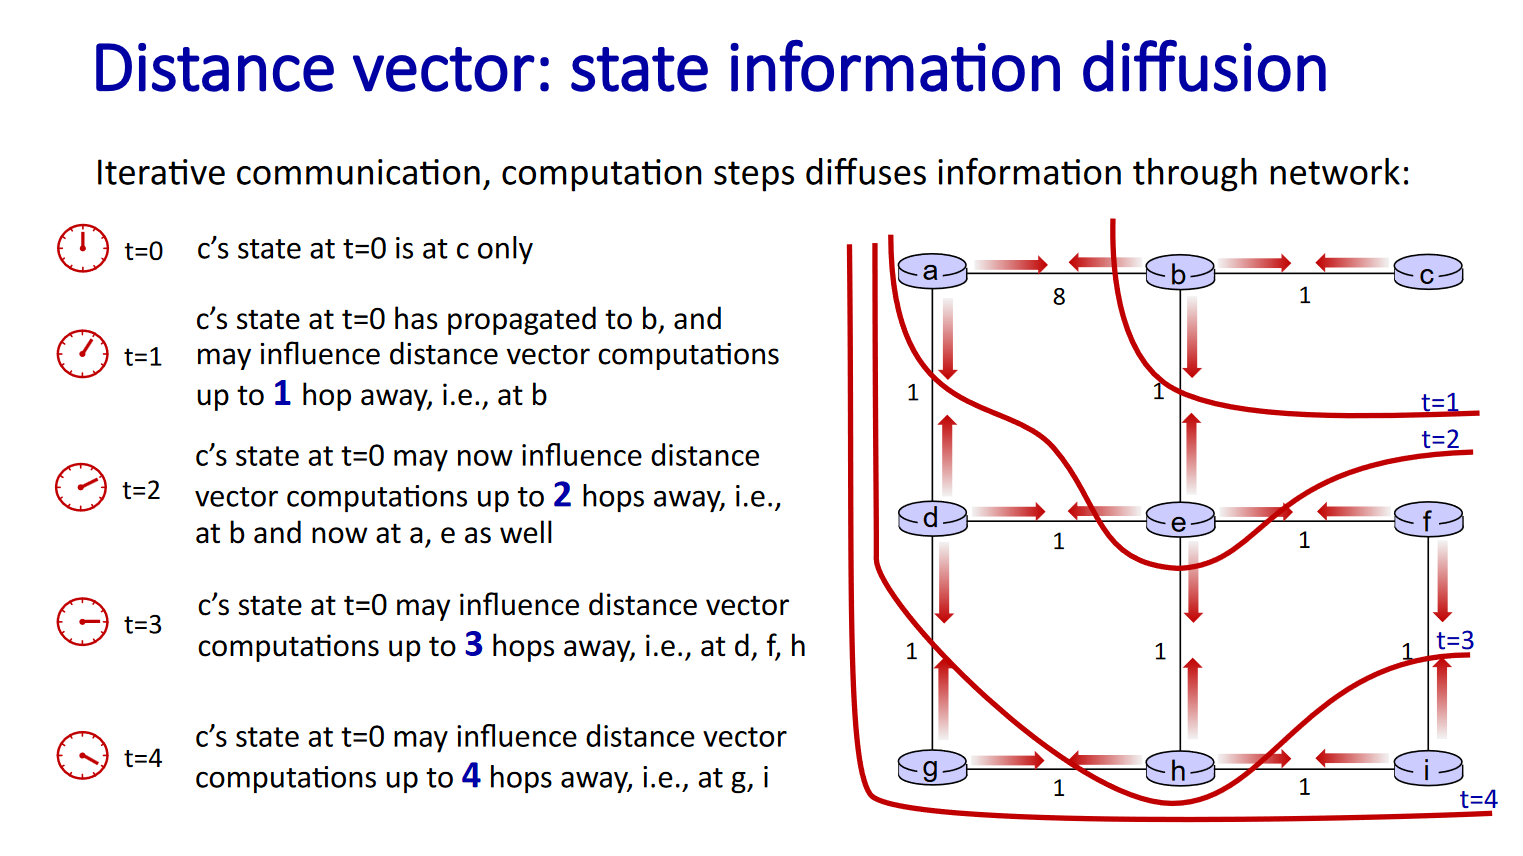 Distance vector: state information diffusion
Iterative communication, computation steps diffuses information through network:
t=0
c’s state at t=0 is at c only
t=1
c’s state at t=0 has propagated to b, and
may influence distance vector computations
up to 1 hop away, i.e., at b
t=2
c’s state at t=0 may now influence distance
vector computations up to 2 hops away, i.e.,
at b and now at a, e as well
t=3
c’s state at t=0 may influence distance vector
computations up to 3 hops away, i.e., at d, f, h
t=4
c’s state at t=0 may influence distance vector
computations up to 4 hops away, i.e., at g, i
a
b
c
8
1
1
1
t=1
t=2
d
e
f
1
1
1
1
1
t=3
g
h
i
1
1
t=4